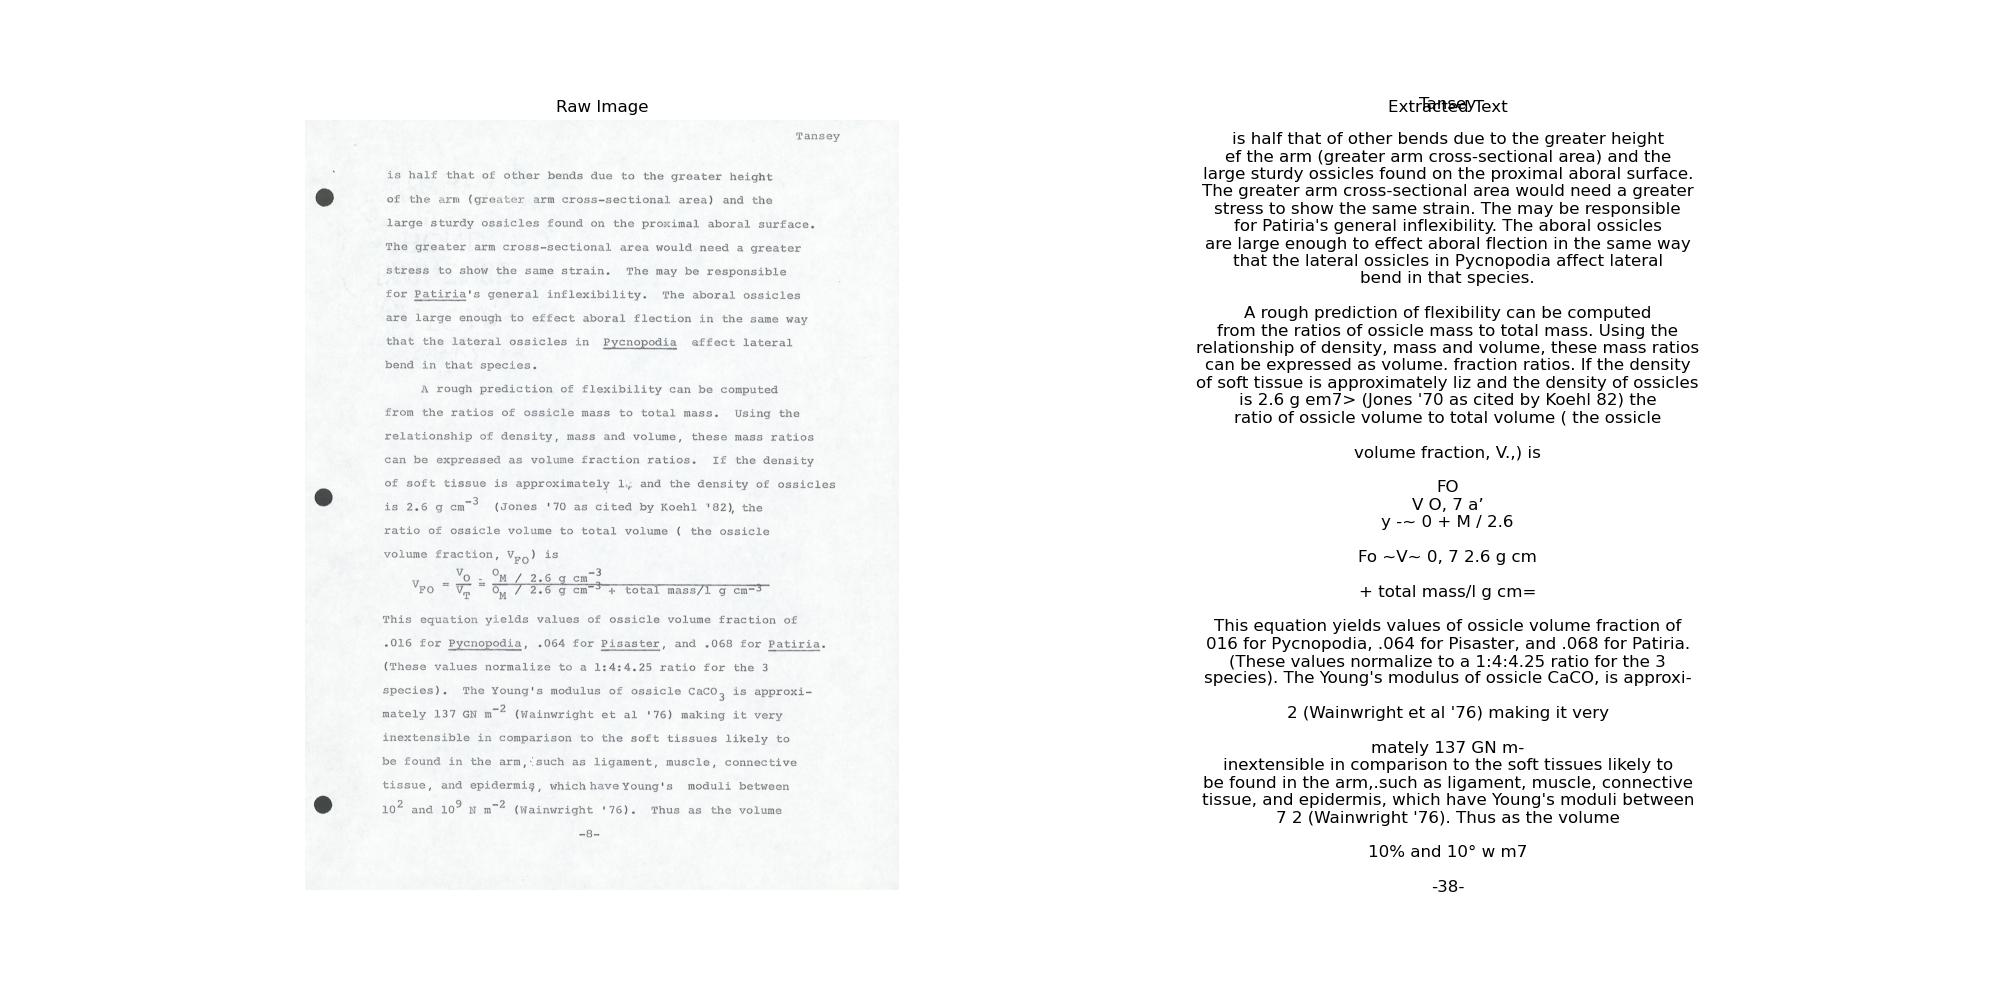 Raw Image
Tansey
is half that of other bends due to the greater height
of the arm (greater arm cross-sectional area) and the
large sturdy ossicles found on the proximal aboral surface.
The greater arm cross-sectional area would need a greater
stress to show the same strain.  The may be responsible
for Patiria's general inflexibility.  The aboral ossicles
are large enough to effect aboral flection in the same way
that the lateral ossicles in Pycnopodia affect lateral
bend in that species.
A rough prediction of flexibility can be computed
from the ratios of ossicle mass to total mass.  Using the
relationship of density, mass and volume, these mass ratios
can be expressed as volume fraction ratios.  If the density
of soft tissue is approximately 1, and the density of ossicles
is 2.6 g cm⁻³ (Jones '70 as cited by Koehl '82), the
ratio of ossicle volume to total volume ( the ossicle
volume fraction, V_FO) is
V_FO = V_O / V_T = O_M / 2.6 g cm⁻³
O_M / 2.6 g cm⁻³ + total mass/l g cm⁻³
This equation yields values of ossicle volume fraction of
.016 for Pycnopodia, .064 for Pisaster, and .068 for Patiria.
(These values normalize to a 1:4:4.25 ratio for the 3
species).  The Young's modulus of ossicle CaCO₃ is approxi-
mately 137 GN m⁻² (Wainwright et al '76) making it very
inextensible in comparison to the soft tissues likely to
be found in the arm, such as ligament, muscle, connective
tissue, and epidermis, which have Young's moduli between
10² and 10⁹ N m⁻² (Wainwright '76).  Thus as the volume
-8-
Extracted Text
Tansey
is half that of other bends due to the greater height
ef the arm (greater arm cross-sectional area) and the
large sturdy ossicles found on the proximal aboral surface.
The greater arm cross-sectional area would need a greater
stress to show the same strain. The may be responsible
for Patiria's general inflexibility. The aboral ossicles
are large enough to effect aboral flection in the same way
that the lateral ossicles in Pycnopodia affect lateral
bend in that species.
A rough prediction of flexibility can be computed
from the ratios of ossicle mass to total mass. Using the
relationship of density, mass and volume, these mass ratios
can be expressed as volume. fraction ratios. If the density
of soft tissue is approximately liz and the density of ossicles
is 2.6 g em7> (Jones '70 as cited by Koehl 82) the
ratio of ossicle volume to total volume ( the ossicle
volume fraction, V.,) is
FO
V O, 7 a’
y -~ 0 + M / 2.6
Fo ~V~ 0, 7 2.6 g cm
+ total mass/l g cm=
This equation yields values of ossicle volume fraction of
016 for Pycnopodia, .064 for Pisaster, and .068 for Patiria.
(These values normalize to a 1:4:4.25 ratio for the 3
species). The Young's modulus of ossicle CaCO, is approxi-
2 (Wainwright et al '76) making it very
mately 137 GN m-
inextensible in comparison to the soft tissues likely to
be found in the arm,.such as ligament, muscle, connective
tissue, and epidermis, which have Young's moduli between
7 2 (Wainwright '76). Thus as the volume
10% and 10° w m7
-38-